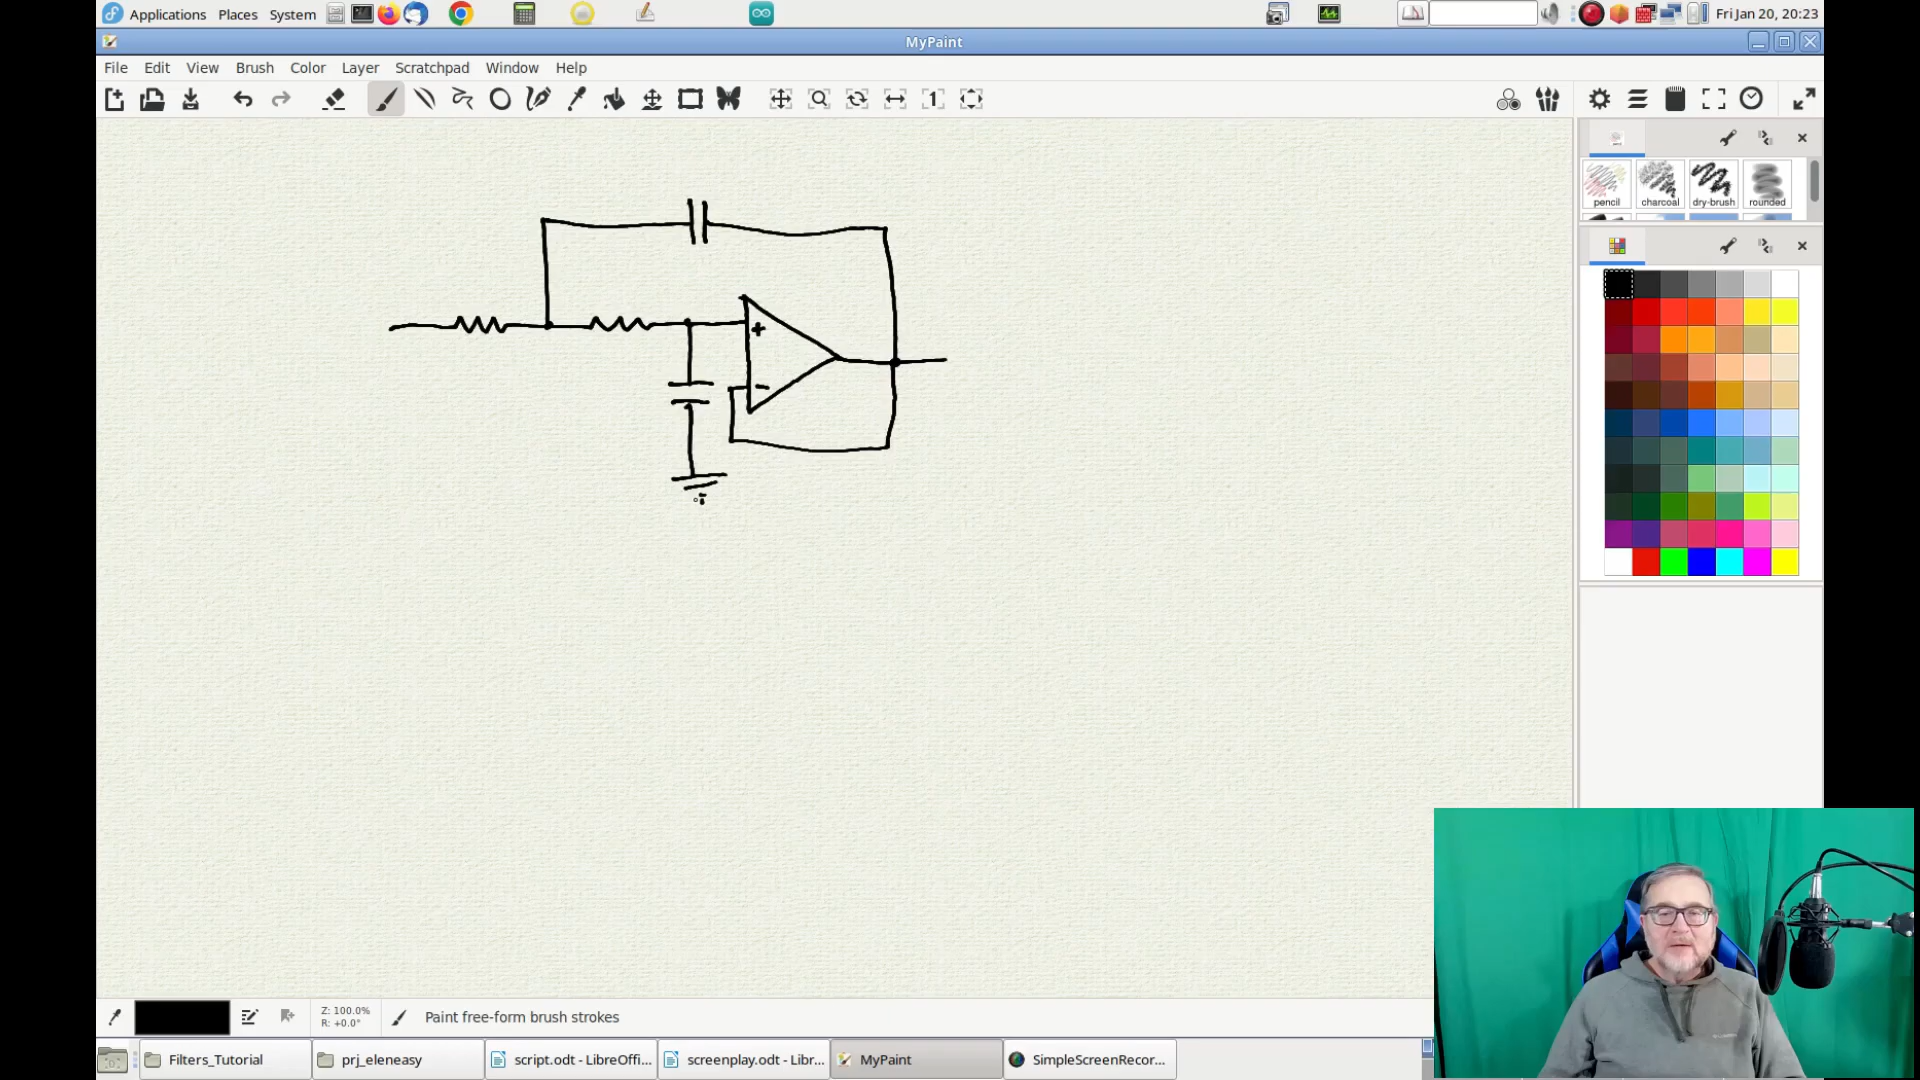 Applications Places System Fri Jan 20, 20:23
MyPaint
File Edit View Brush Color Layer Scratchpad Window Help
1
pencil charcoal dry-brush rounded
+
-
Z: 100.0%
R: +0.0°
Paint free-form brush strokes
Filters_Tutorial prj_eleneasy script.odt - LibreOffi... screenplay.odt - Libr... MyPaint SimpleScreenRecor...